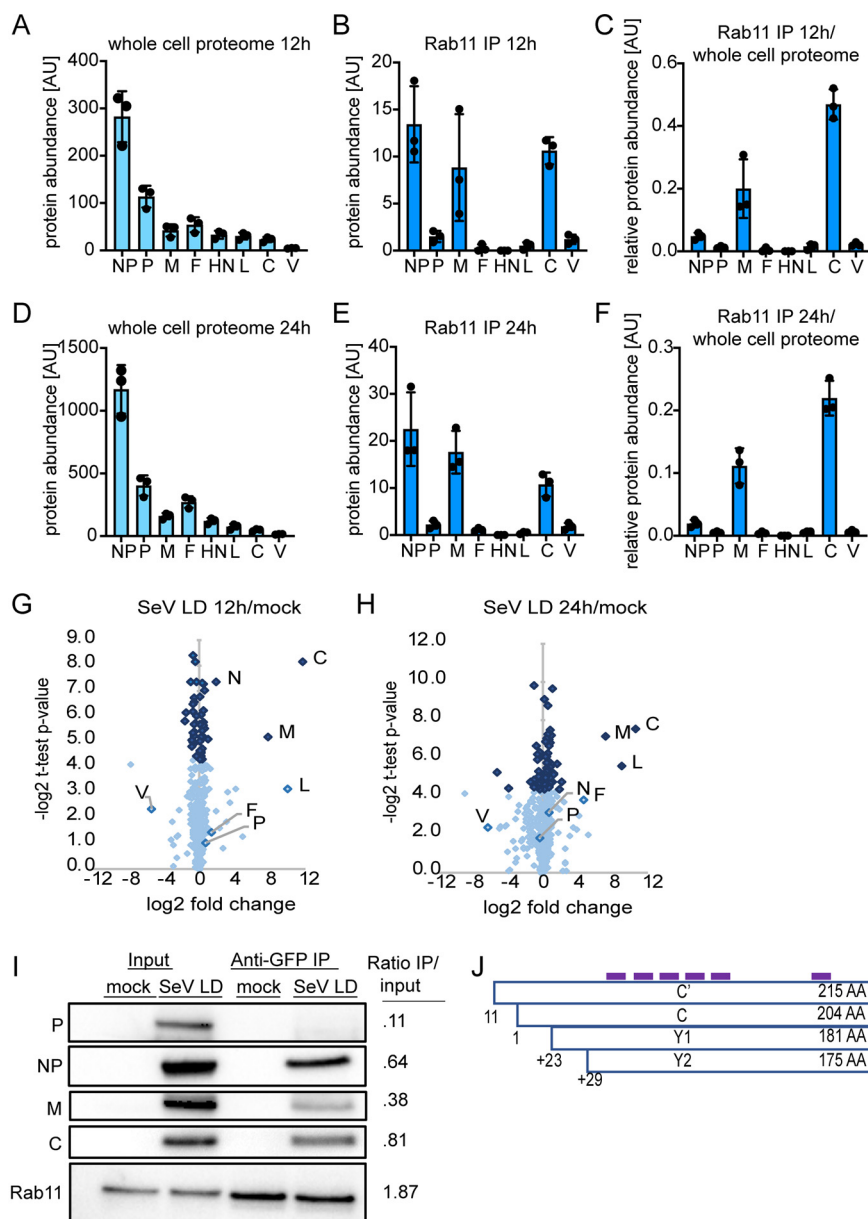 A
whole cell proteome 12h
protein abundance [AU]
400
300
200
100
0
NP P M F HN L C V
B
Rab11 IP 12h
protein abundance [AU]
20
15
10
5
0
NP P M F HN L C V
C
Rab11 IP 12h/
whole cell proteome
relative protein abundance [AU]
0.6
0.4
0.2
0.0
NP P M F HN L C V
D
whole cell proteome 24h
protein abundance [AU]
1500
1000
500
0
NP P M F HN L C V
E
Rab11 IP 24h
protein abundance [AU]
40
30
20
10
0
NP P M F HN L C V
F
Rab11 IP 24h/
whole cell proteome
relative protein abundance [AU]
0.3
0.2
0.1
0.0
NP P M F HN L C V
G
SeV LD 12h/mock
-log2 t-test p-value
9.0
8.0
7.0
6.0
5.0
4.0
3.0
2.0
1.0
0.0
C
N
M
L
V
F
P
-12 -8 -4 0 4 8 12
log2 fold change
H
SeV LD 24h/mock
-log2 t-test p-value
12.0
10.0
8.0
6.0
4.0
2.0
0.0
C
M
L
N F
V
P
-12 -8 -4 0 4 8 12
log2 fold change
I
Input Anti-GFP IP Ratio IP/
input
mock SeV LD mock SeV LD
P .11
NP .64
M .38
C .81
Rab11 1.87
J
C' 215 AA
11 C 204 AA
1 Y1 181 AA
+23 Y2 175 AA
+29